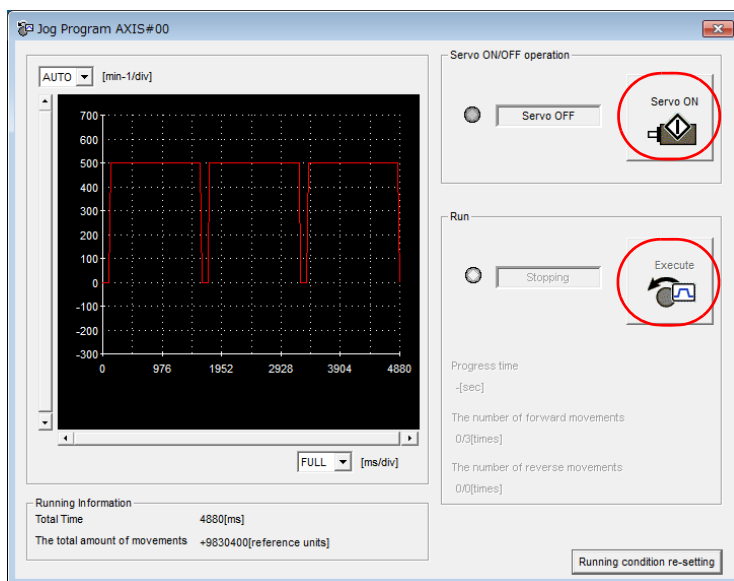 Jog Program AXIS#00
AUTO [min-1/div]
700
600
500
400
300
200
100
0
-100
-200
-300
0 976 1952 2928 3904 4880
FULL [ms/div]
Running Information
Total Time 4880[ms]
The total amount of movements +9830400[reference units]
Servo ON/OFF operation
Servo OFF
Servo ON
Run
Stopping
Execute
Progress time
-[sec]
The number of forward movements
0/3[times]
The number of reverse movements
0/0[times]
Running condition re-setting